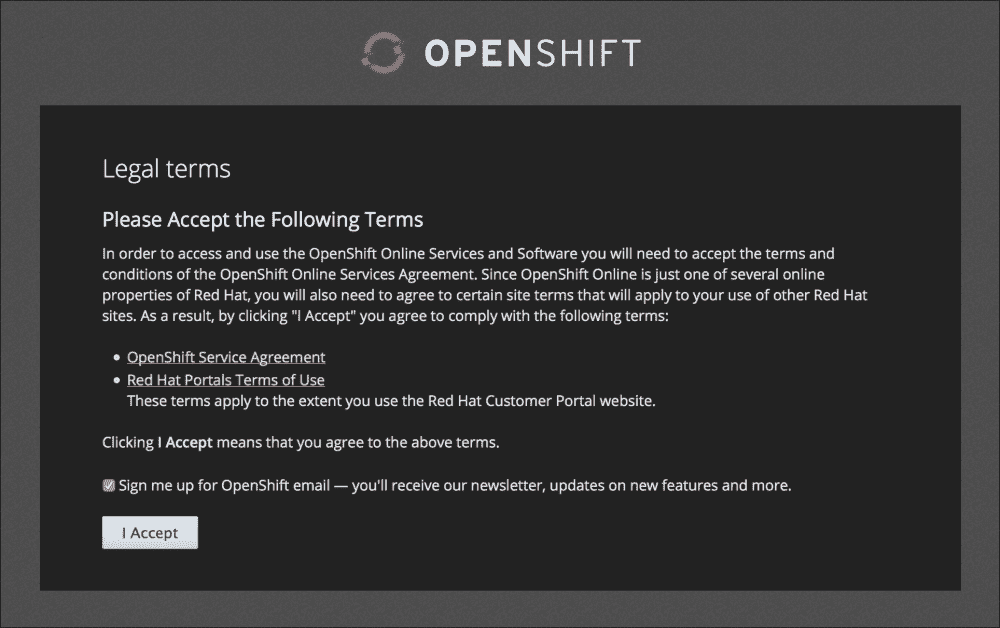 OPENSHIFT
Legal terms
Please Accept the Following Terms
In order to access and use the OpenShift Online Services and Software you will need to accept the terms and
conditions of the OpenShift Online Services Agreement. Since OpenShift Online is just one of several online
properties of Red Hat, you will also need to agree to certain site terms that will apply to your use of other Red Hat
sites. As a result, by clicking "I Accept" you agree to comply with the following terms:
• OpenShift Service Agreement
• Red Hat Portals Terms of Use
These terms apply to the extent you use the Red Hat Customer Portal website.
Clicking I Accept means that you agree to the above terms.
Sign me up for OpenShift email — you'll receive our newsletter, updates on new features and more.
I Accept